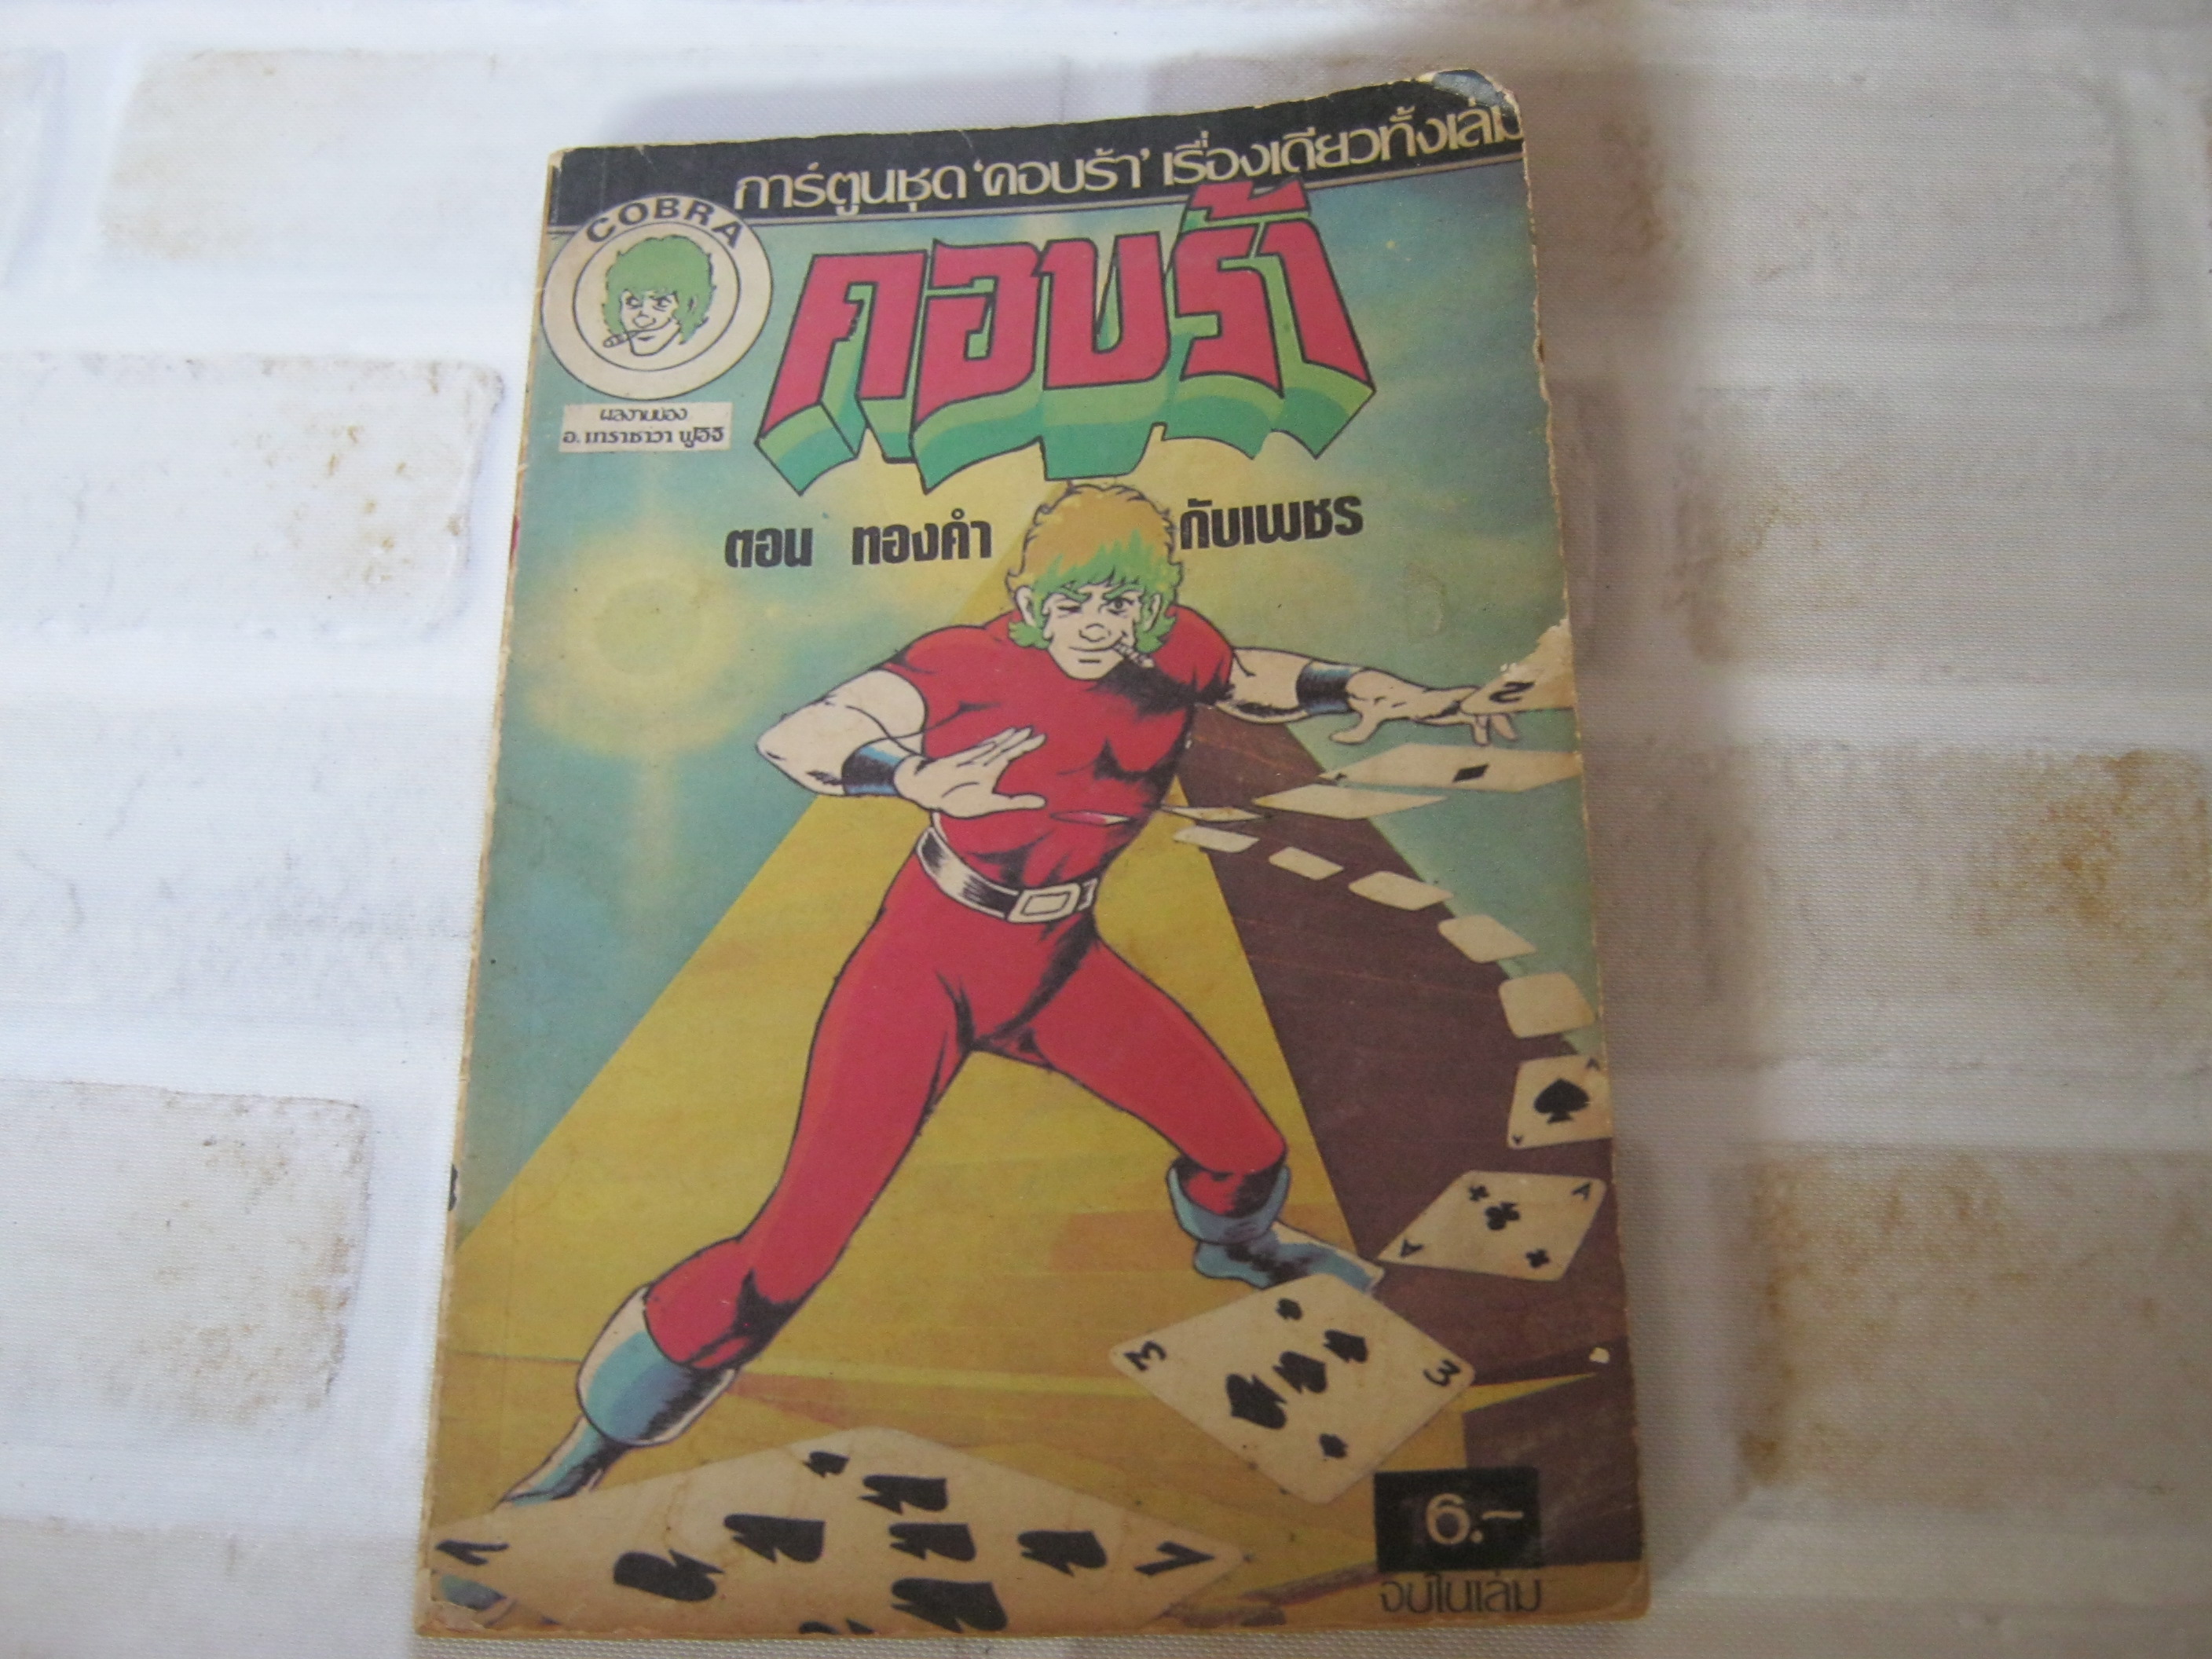 การ์ตูนชุด 'คอบร้า' เรื่องเดียวทั้งเล่ม
COBRA
คอบร้า
ผลงานของ
อ. เทราซาวา บูอิจิ
ตอน ทองคำ กับเพชร
2
A
A
A
3
3
6.-
จบในเล่ม